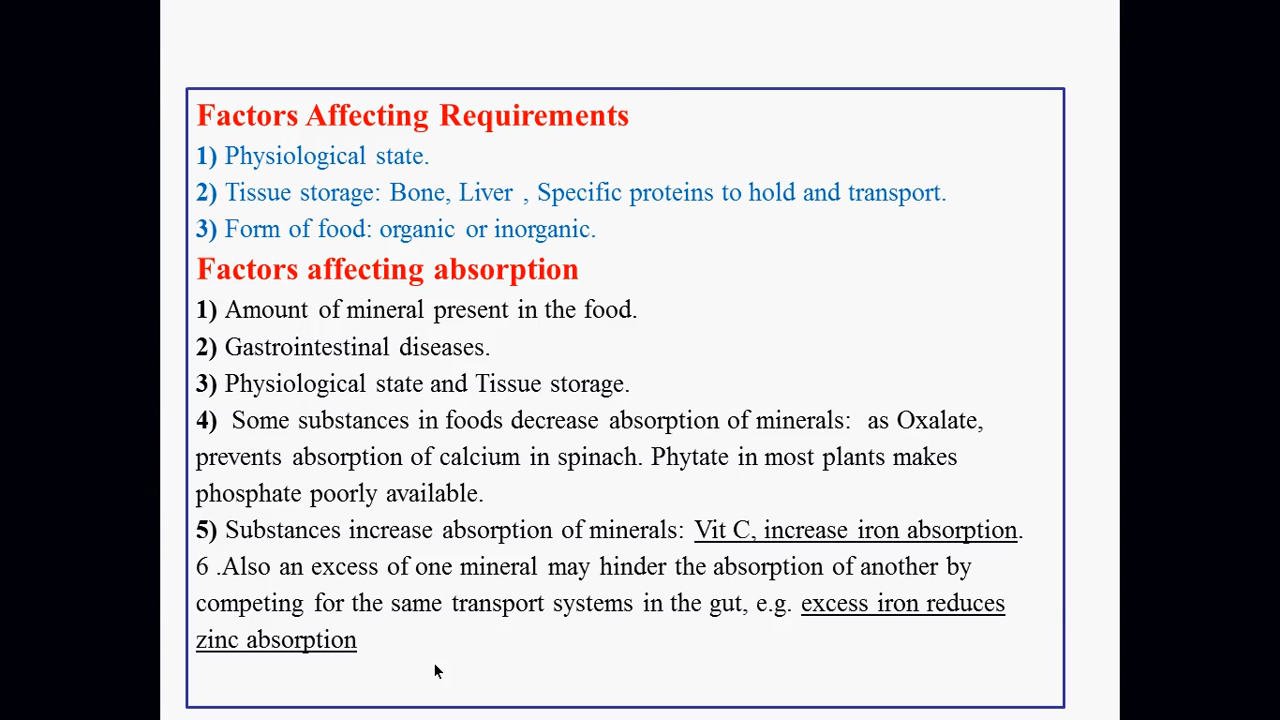 Factors Affecting Requirements
1) Physiological state.
2) Tissue storage: Bone, Liver , Specific proteins to hold and transport.
3) Form of food: organic or inorganic.
Factors affecting absorption
1) Amount of mineral present in the food.
2) Gastrointestinal diseases.
3) Physiological state and Tissue storage.
4) Some substances in foods decrease absorption of minerals: as Oxalate,
prevents absorption of calcium in spinach. Phytate in most plants makes
phosphate poorly available.
5) Substances increase absorption of minerals: Vit C, increase iron absorption.
6 .Also an excess of one mineral may hinder the absorption of another by
competing for the same transport systems in the gut, e.g. excess iron reduces
zinc absorption